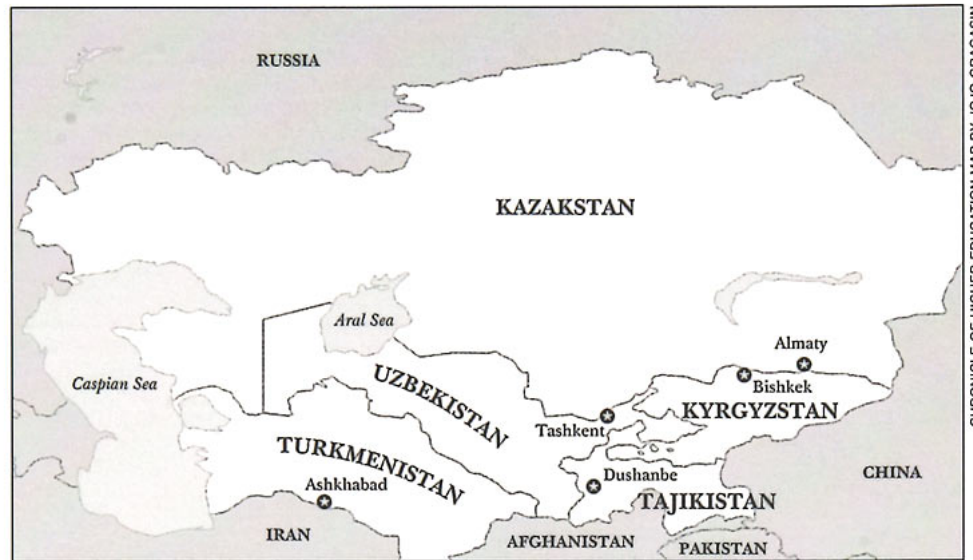 RUSSIA
KAZAKSTAN
Aral Sea
Caspian Sea
Almaty
Bishkek
UZBEKISTAN
KYRGYZSTAN
Tashkent
TURKMENISTAN
Ashkhabad
Dushanbe
TAJIKISTAN
CHINA
IRAN
AFGHANISTAN
PAKISTAN